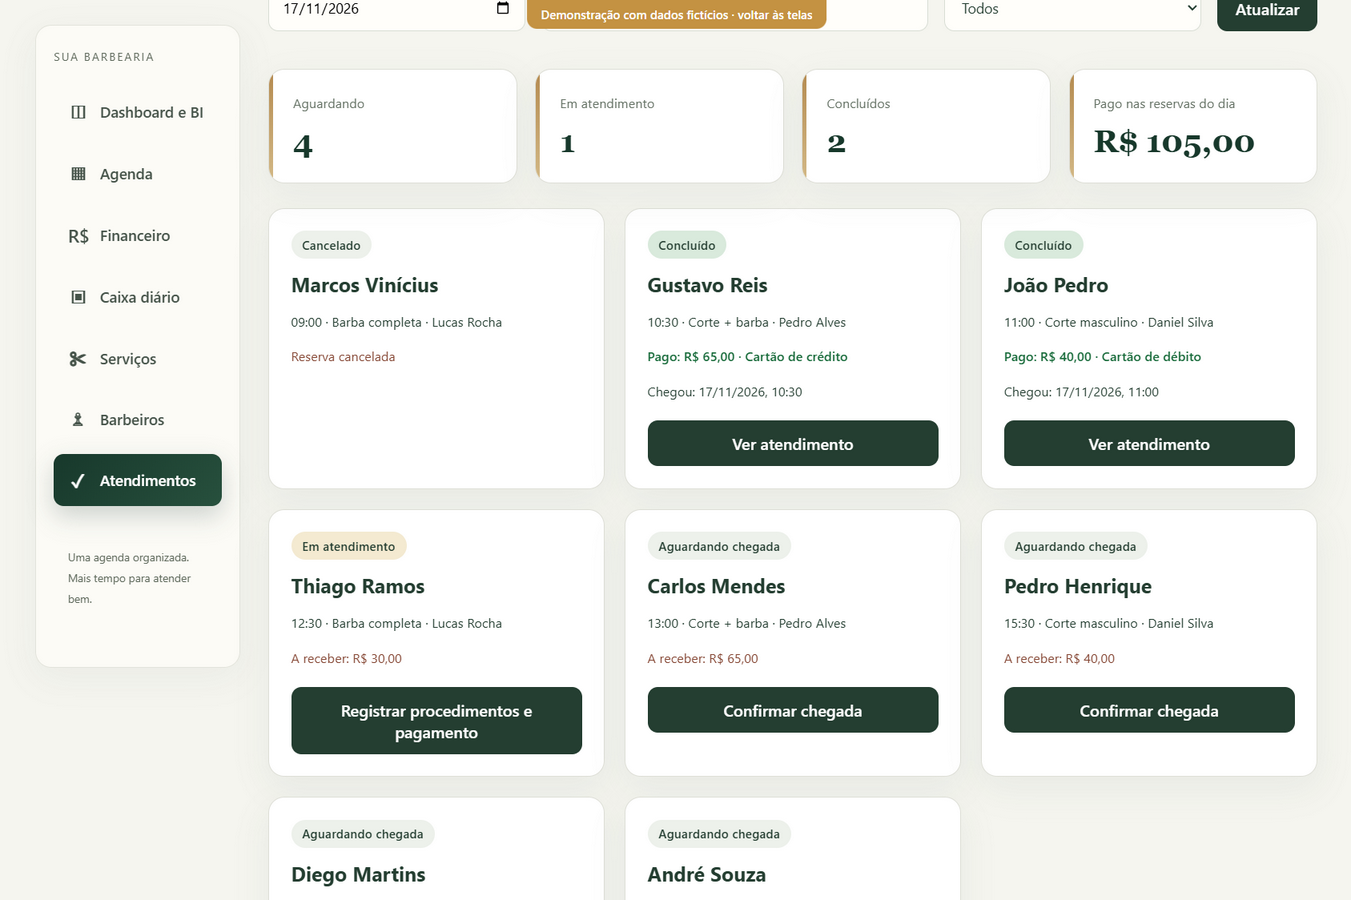 17/11/2026
Demonstração com dados fictícios · voltar às telas
Todos
Atualizar
SUA BARBEARIA
Dashboard e BI
Agenda
R$ Financeiro
Caixa diário
Serviços
Barbeiros
Atendimentos
Uma agenda organizada.
Mais tempo para atender
bem.
Aguardando
4
Em atendimento
1
Concluídos
2
Pago nas reservas do dia
R$ 105,00
Cancelado
Marcos Vinícius
09:00 · Barba completa · Lucas Rocha
Reserva cancelada
Concluído
Gustavo Reis
10:30 · Corte + barba · Pedro Alves
Pago: R$ 65,00 · Cartão de crédito
Chegou: 17/11/2026, 10:30
Ver atendimento
Concluído
João Pedro
11:00 · Corte masculino · Daniel Silva
Pago: R$ 40,00 · Cartão de débito
Chegou: 17/11/2026, 11:00
Ver atendimento
Em atendimento
Thiago Ramos
12:30 · Barba completa · Lucas Rocha
A receber: R$ 30,00
Registrar procedimentos e
pagamento
Aguardando chegada
Carlos Mendes
13:00 · Corte + barba · Pedro Alves
A receber: R$ 65,00
Confirmar chegada
Aguardando chegada
Pedro Henrique
15:30 · Corte masculino · Daniel Silva
A receber: R$ 40,00
Confirmar chegada
Aguardando chegada
Diego Martins
Aguardando chegada
André Souza